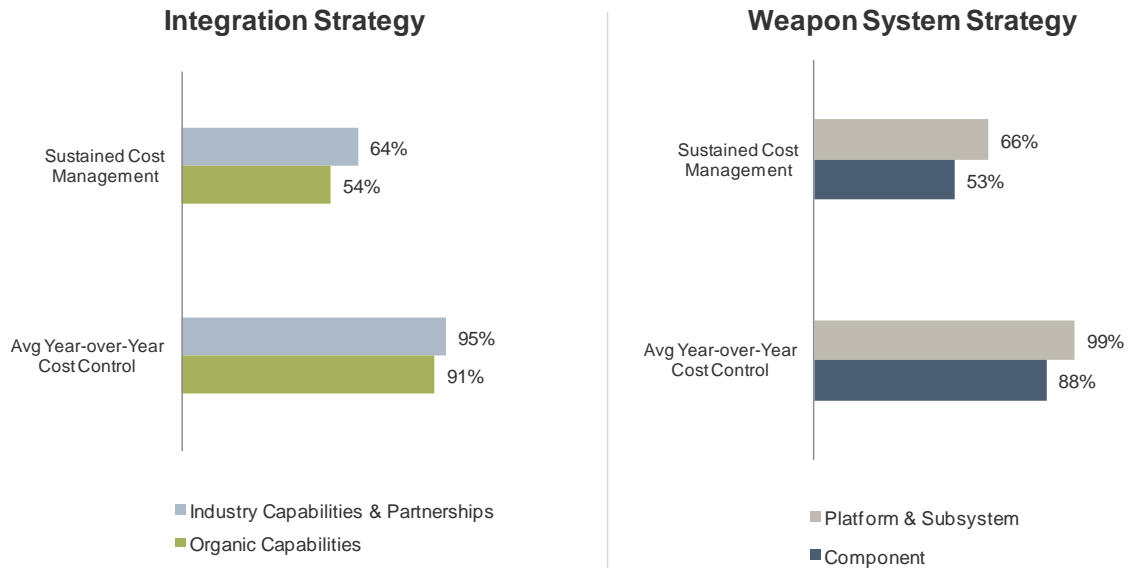 Integration Strategy
Sustained Cost
Management
64%
54%
Avg Year-over-Year
Cost Control
95%
91%
Industry Capabilities & Partnerships
Organic Capabilities
Weapon System Strategy
Sustained Cost
Management
66%
53%
Avg Year-over-Year
Cost Control
99%
88%
Platform & Subsystem
Component